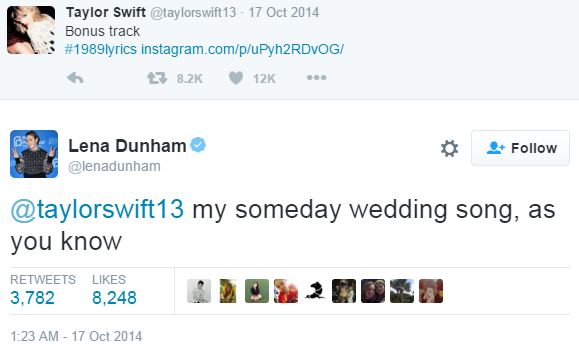 Taylor Swift @taylorswift13 · 17 Oct 2014
Bonus track
#1989lyrics instagram.com/p/uPyh2RDvOG/
8.2K 12K
Lena Dunham
@lenadunham
Follow
@taylorswift13 my someday wedding song, as
you know
RETWEETS LIKES
3,782 8,248
1:23 AM - 17 Oct 2014